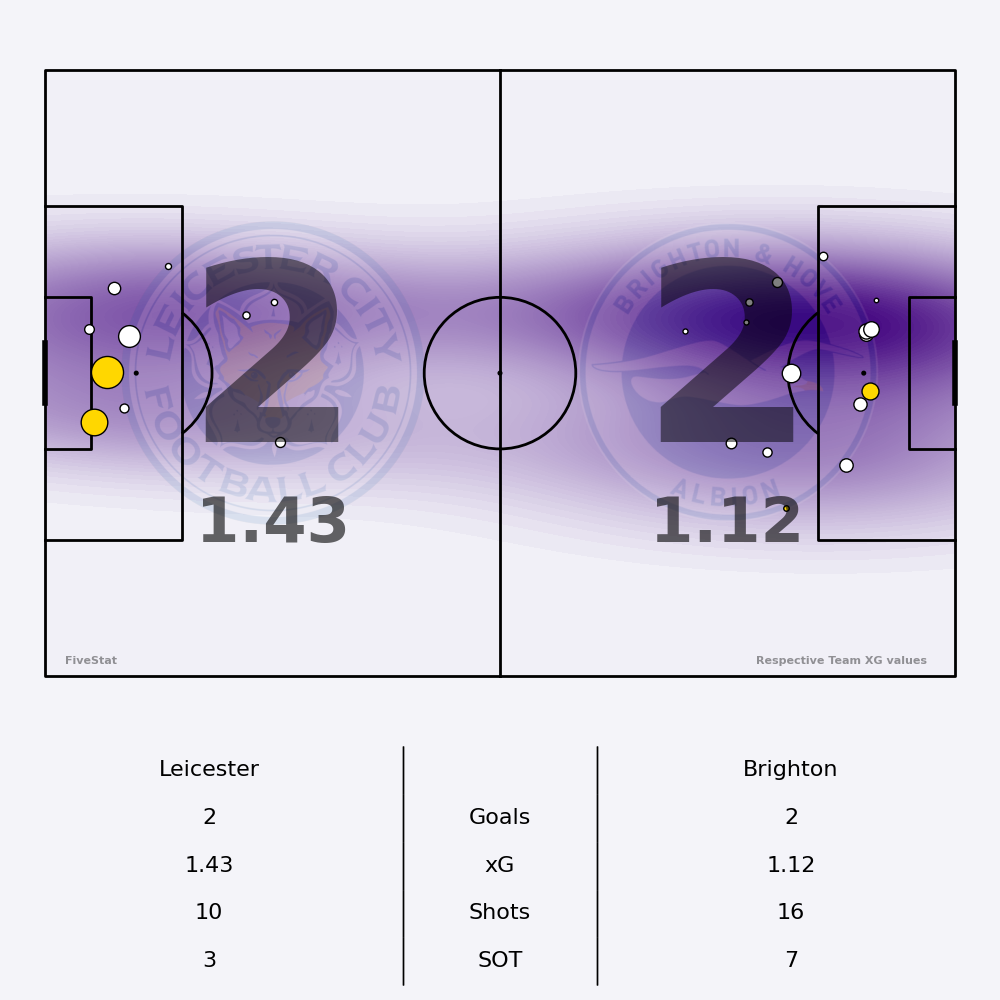 LEICESTER CITY
FOOTBALL CLUB
BRIGHTON & HOVE
ALBION
2 2
1.43 1.12
FiveStat Respective Team XG values
Leicester Brighton
2 Goals 2
1.43 xG 1.12
10 Shots 16
3 SOT 7